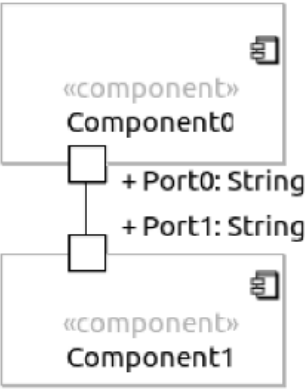 «component»
Component0
+ Port0: String
+ Port1: String
«component»
Component1